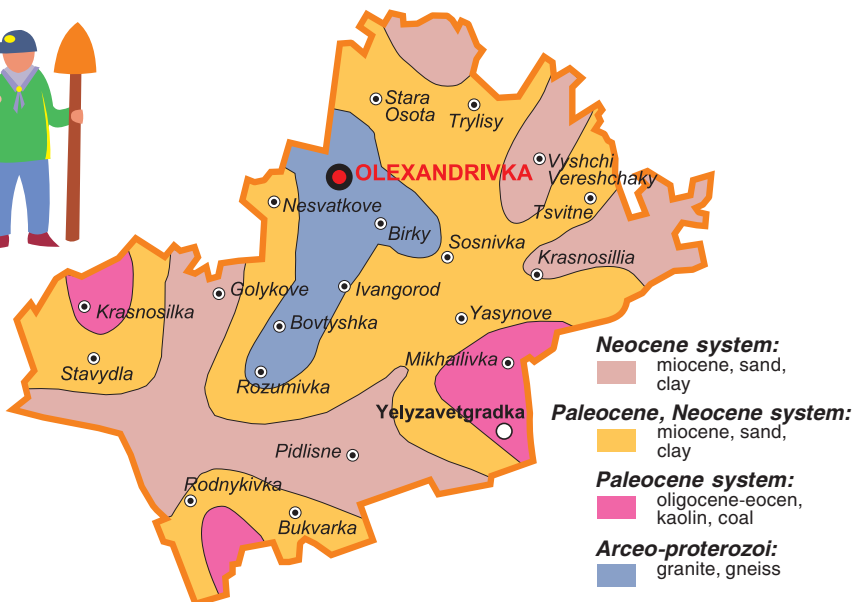 Stara
Osota
Trylisy
OLEXANDRIVKA
Vyshchi
Vereshchaky
Nesvatkove
Tsvitne
Birky
Sosnivka
Krasnosillia
Golykove
Ivangorod
Krasnosilka
Yasynove
Bovtyshka
Stavydla
Mikhailivka
Rozumivka
Yelyzavetgradka
Pidlisne
Rodnykivka
Bukvarka
Neocene system:
miocene, sand,
clay
Paleocene, Neocene system:
miocene, sand,
clay
Paleocene system:
oligocene-eocen,
kaolin, coal
Arceo-proterozoi:
granite, gneiss